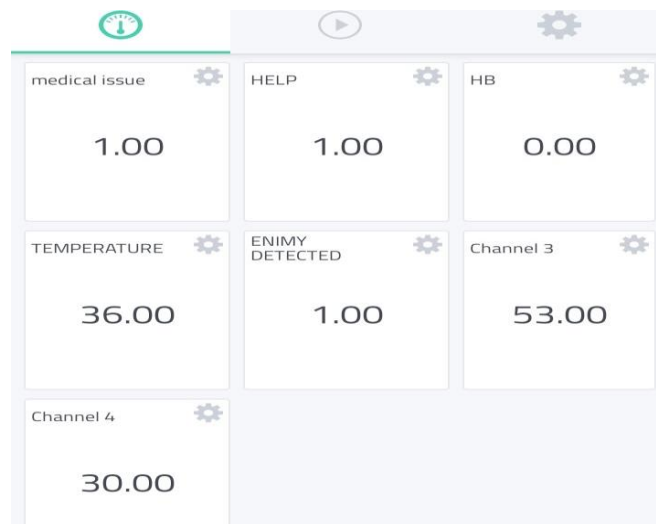 medical issue
1.00
HELP
1.00
HB
0.00
TEMPERATURE
36.00
ENIMY
DETECTED
1.00
Channel 3
53.00
Channel 4
30.00